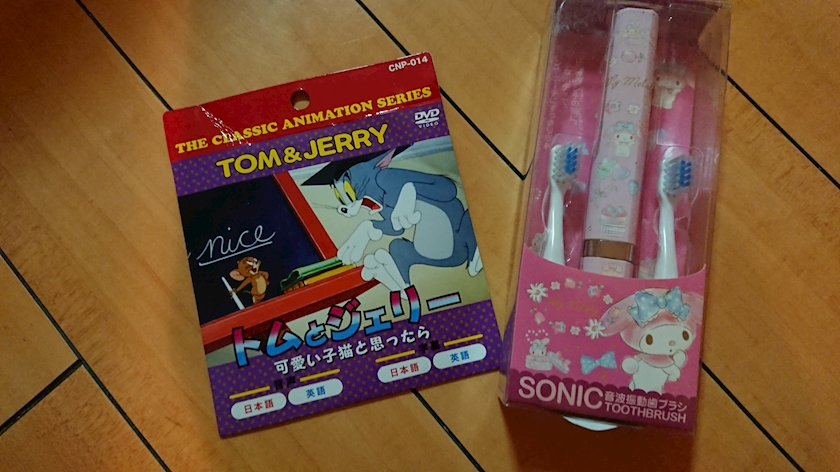 CNP-014
THE CLASSIC ANIMATION SERIES
DVD
VIDEO
TOM & JERRY
nice
トムとジェリー
可愛い子猫と思ったら
音声
字幕
日本語
英語
日本語
英語
My Melody
SONIC 音波振動歯ブラシ
TOOTHBRUSH